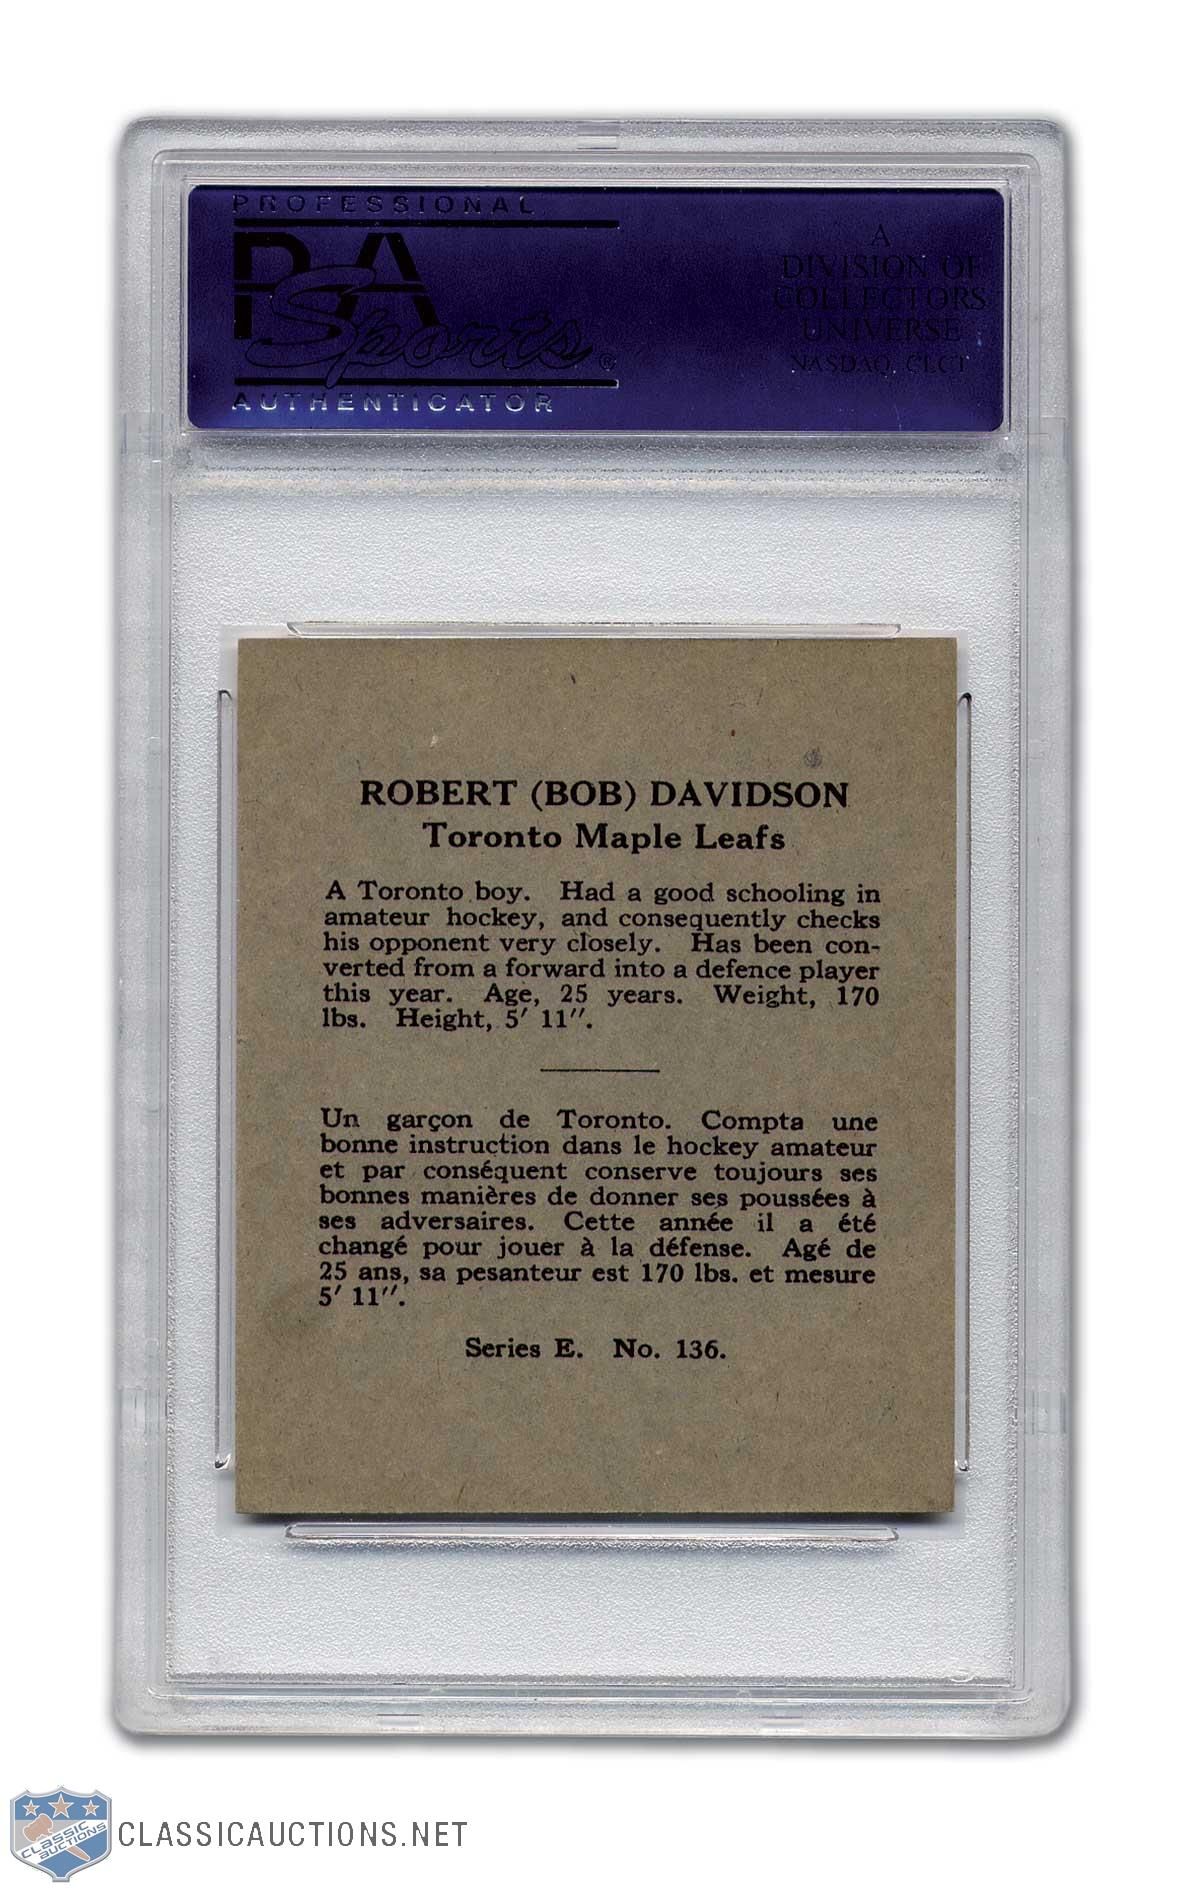 PROFESSIONAL
PSA
Sports®
AUTHENTICATOR
A
DIVISION OF
COLLECTORS
UNIVERSE
NASDAQ: CLCT
ROBERT (BOB) DAVIDSON
Toronto Maple Leafs
A Toronto boy. Had a good schooling in
amateur hockey, and consequently checks
his opponent very closely. Has been con-
verted from a forward into a defence player
this year. Age, 25 years. Weight, 170
lbs. Height, 5′ 11″.
Un garçon de Toronto. Compta une
bonne instruction dans le hockey amateur
et par conséquent conserve toujours ses
bonnes manières de donner ses poussées à
ses adversaires. Cette année il a été
changé pour jouer à la défense. Agé de
25 ans, sa pesanteur est 170 lbs. et mesure
5′ 11″.
Series E. No. 136.
CLASSIC
AUCTIONS
CLASSICAUCTIONS.NET